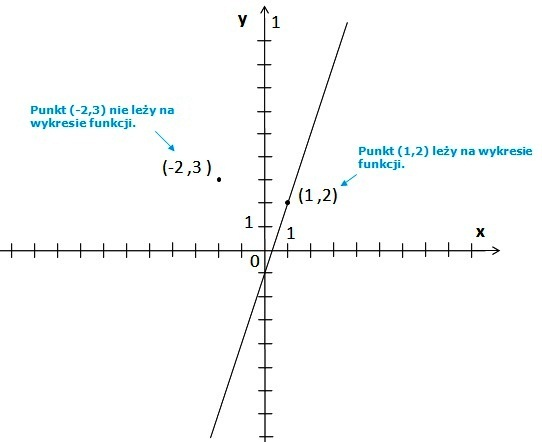 y
1
Punkt (-2,3) nie leży na
wykresie funkcji.
Punkt (1,2) leży na wykresie
funkcji.
(-2 ,3 )
(1 ,2)
1
1
x
0